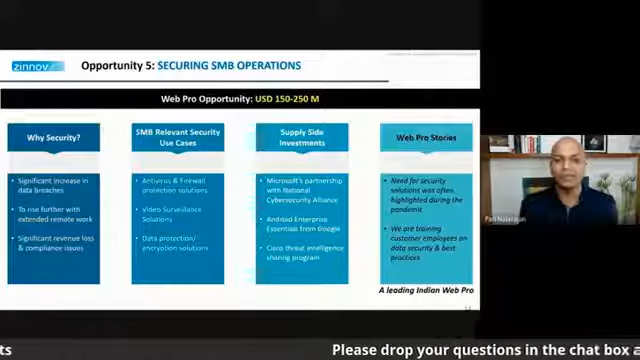 zinnov
Opportunity 5: SECURING SMB OPERATIONS
Web Pro Opportunity: USD 150-250 M
Why Security?
• Significant increase in
data breaches
• To rise further with
extended remote work
• Significant revenue loss
& compliance issues
SMB Relevant Security
Use Cases
• Antivirus & Firewall
protection solutions
• Video Surveillance
Solutions
• Data protection/
encryption solutions
Supply Side
Investments
• Microsoft's partnership
with National
Cybersecurity Alliance
• Android Enterprise
Essentials from Google
• Cisco threat intelligence
sharing program
Web Pro Stories
• Need for security
solutions was often
highlighted during the
pandemic
• We are training
customer employees on
data security & best
practices
A leading Indian Web Pro
Pari Natarajan
ts
Please drop your questions in the chat box a